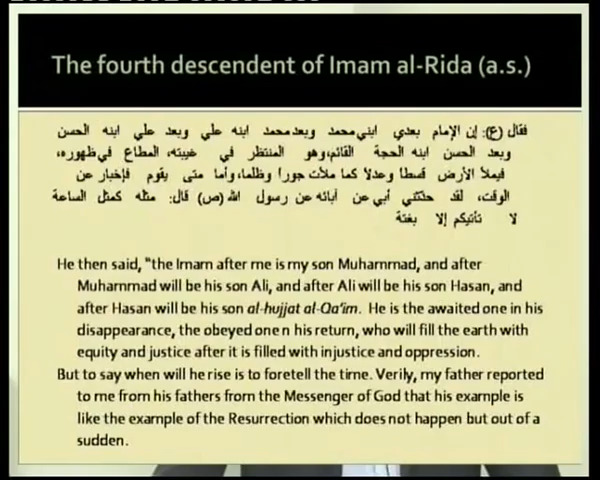 The fourth descendent of Imam al-Rida (a.s.)
فقال (ع): إن الإمام بعدي ابني محمد وبعد محمد ابنه علي وبعد علي ابنه الحسن
وبعد الحسن ابنه الحجة القائم، وهو المنتظر في غيبته، المطاع في ظهوره،
فيملأ الأرض قسطا وعدلا كما ملأت جورا وظلما، وأما متى يقوم فإخبار عن
الوقت، لقد حدثني أبي عن آبائه عن رسول الله (ص) قال: مثله كمثل الساعة
لا تأتيكم إلا بغتة
He then said, "the Imam after me is my son Muhammad, and after
Muhammad will be his son Ali, and after Ali will be his son Hasan, and
after Hasan will be his son al-hujjat al-Qa'im. He is the awaited one in his
disappearance, the obeyed one n his return, who will fill the earth with
equity and justice after it is filled with injustice and oppression.
But to say when will he rise is to foretell the time. Verily, my father reported
to me from his fathers from the Messenger of God that his example is
like the example of the Resurrection which does not happen but out of a
sudden.